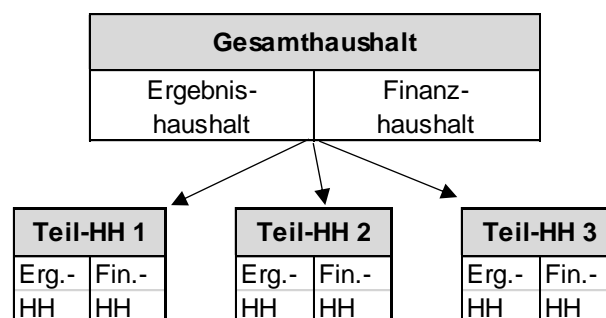 Gesamthaushalt
Ergebnis- Finanz-
haushalt haushalt
Teil-HH 1 Teil-HH 2 Teil-HH 3
Erg.- Fin.- Erg.- Fin.- Erg.- Fin.-
HH HH HH HH HH HH